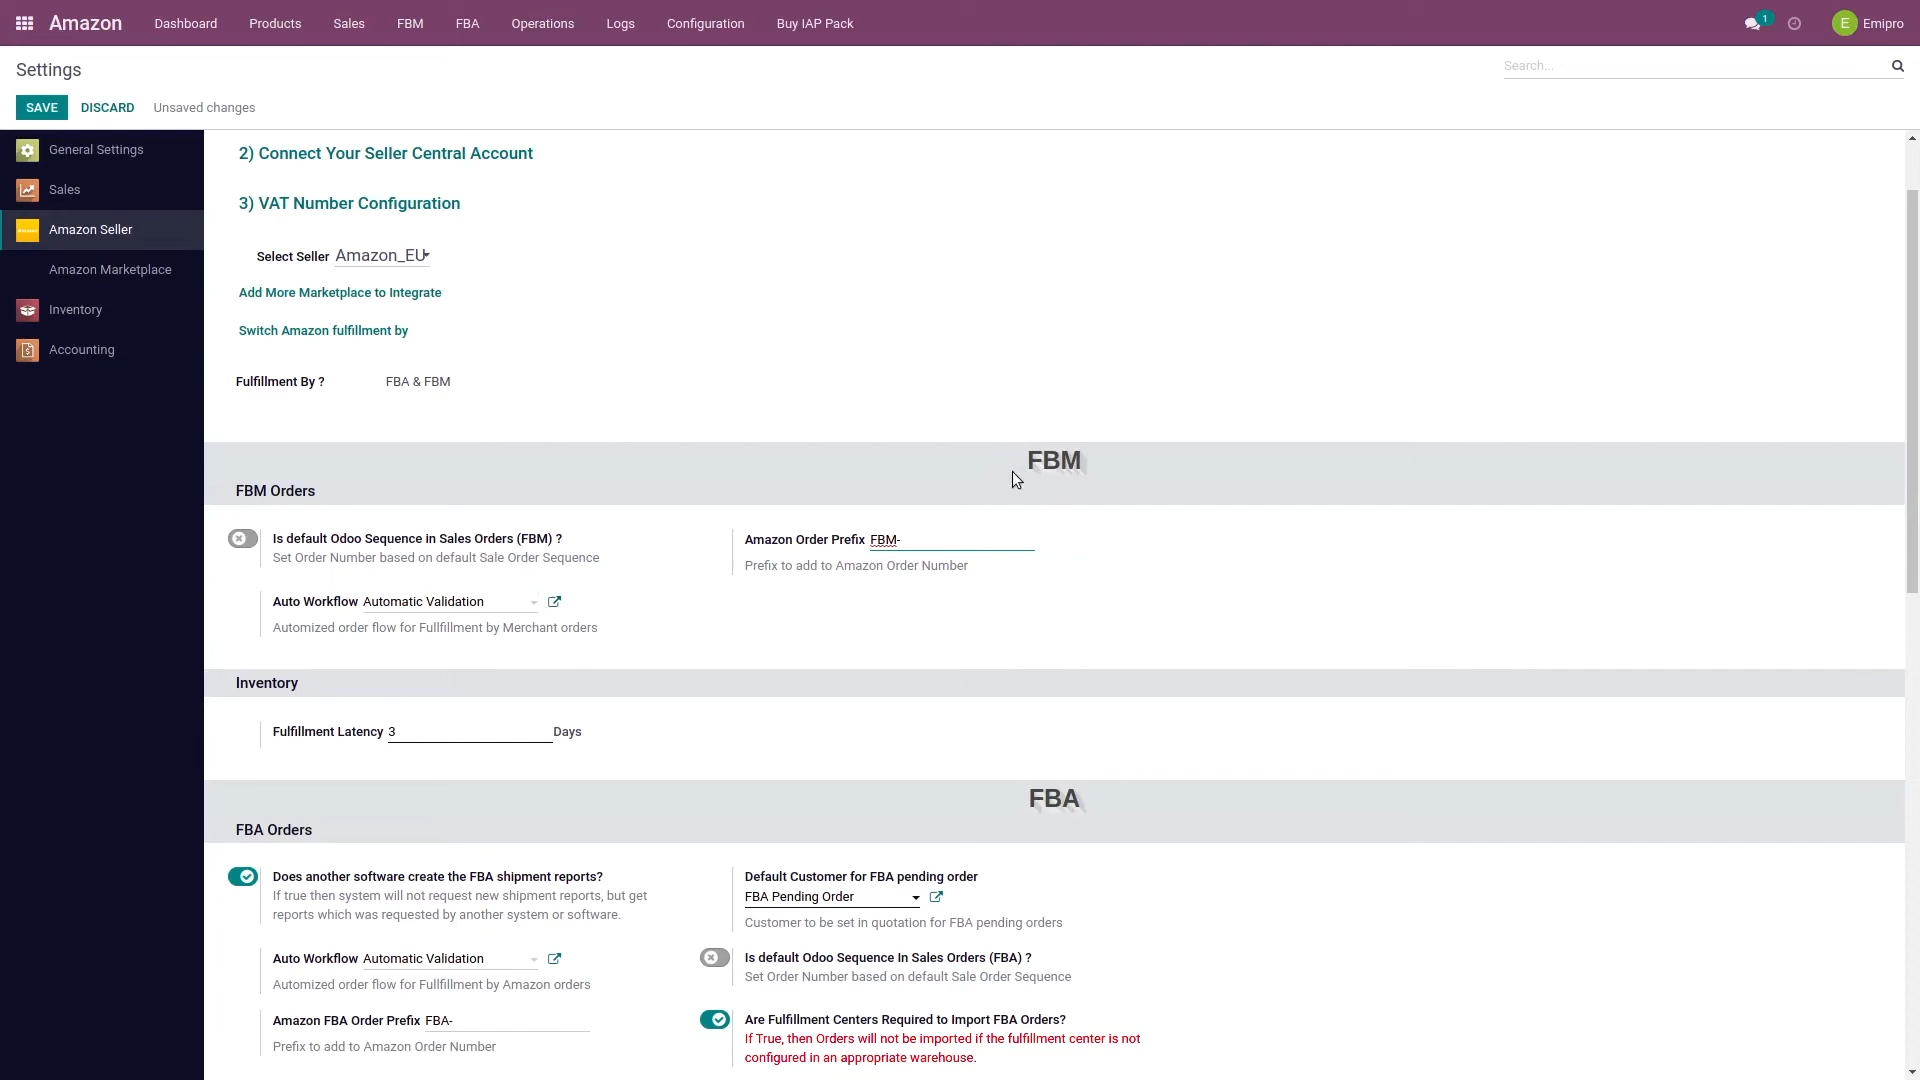 Amazon Dashboard Products Sales FBM FBA Operations Logs Configuration Buy IAP Pack 1 E Emipro
Settings Search...
SAVE DISCARD Unsaved changes
General Settings
Sales
Amazon Seller
Amazon Marketplace
Inventory
Accounting
2) Connect Your Seller Central Account
3) VAT Number Configuration
Select Seller Amazon_EU
Add More Marketplace to Integrate
Switch Amazon fulfillment by
Fulfillment By ? FBA & FBM
FBM
FBM Orders
Is default Odoo Sequence in Sales Orders (FBM) ?
Set Order Number based on default Sale Order Sequence
Amazon Order Prefix FBM-
Prefix to add to Amazon Order Number
Auto Workflow Automatic Validation
Automized order flow for Fullfillment by Merchant orders
Inventory
Fulfillment Latency 3 Days
FBA
FBA Orders
Does another software create the FBA shipment reports?
If true then system will not request new shipment reports, but get
reports which was requested by another system or software.
Default Customer for FBA pending order
FBA Pending Order
Customer to be set in quotation for FBA pending orders
Auto Workflow Automatic Validation
Automized order flow for Fullfillment by Amazon orders
Is default Odoo Sequence In Sales Orders (FBA) ?
Set Order Number based on default Sale Order Sequence
Amazon FBA Order Prefix FBA-
Prefix to add to Amazon Order Number
Are Fulfillment Centers Required to Import FBA Orders?
If True, then Orders will not be imported if the fulfillment center is not
configured in an appropriate warehouse.